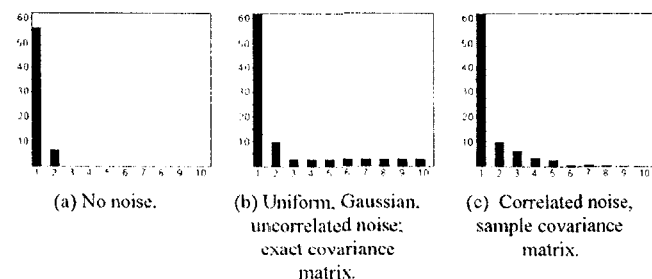 60 60 60
50 50 50
40 40 40
30 30 30
20 20 20
10 10 10
1 2 3 4 5 6 7 8 9 10 1 2 3 4 5 6 7 8 9 10 1 2 3 4 5 6 7 8 9 10
(a) No noise.
(b) Uniform, Gaussian,
uncorrelated noise;
exact covariance
matrix.
(c) Correlated noise,
sample covariance
matrix.